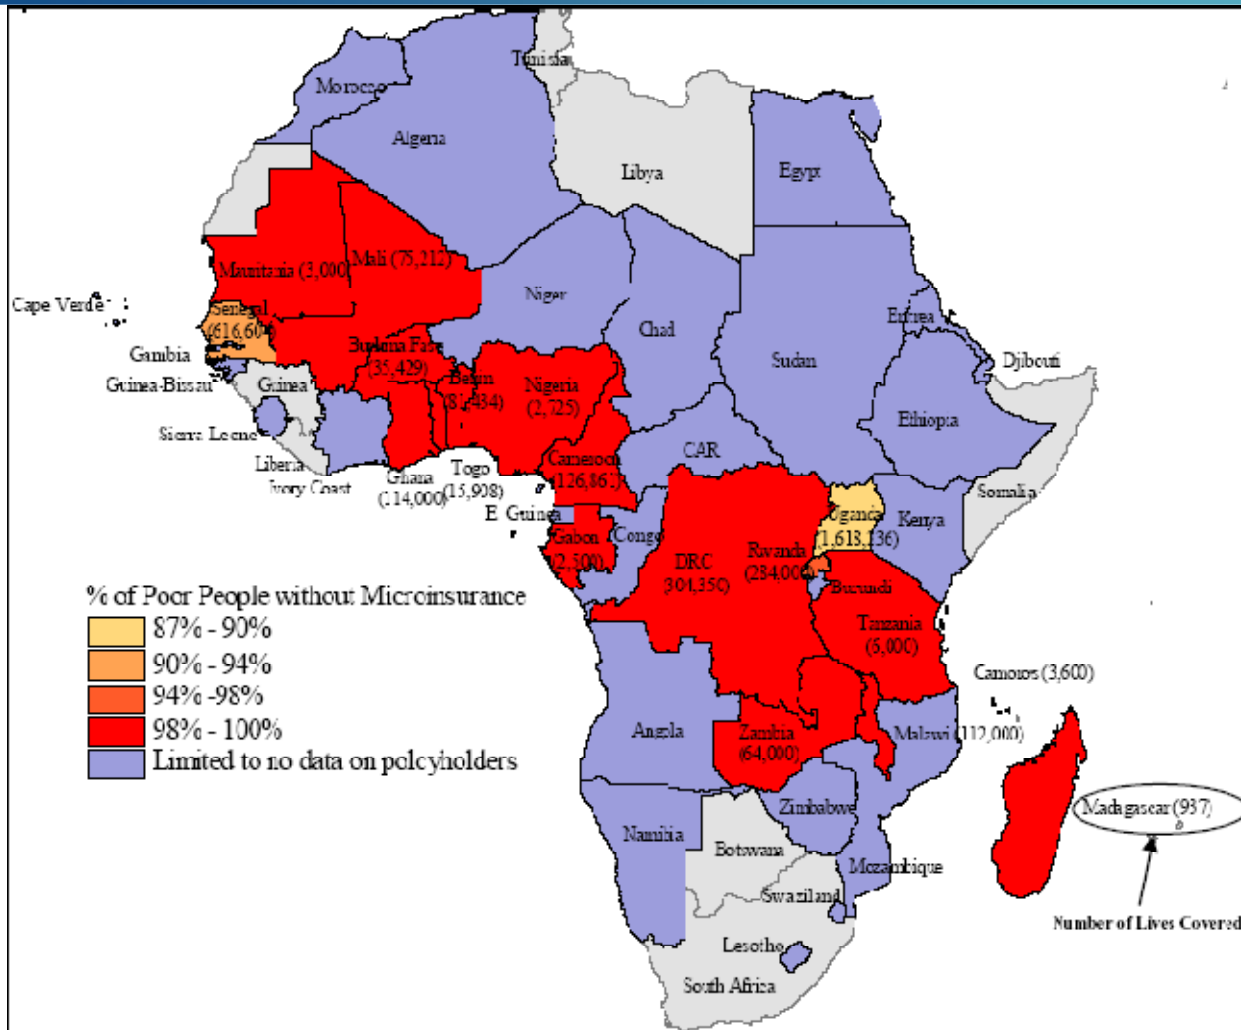 Tunisia
Morocco
Algeria
Libya
Egypt
Mauritania (3,000)
Mali (75,212)
Niger
Chad
Sudan
Eritrea
Djibouti
Cape Verde
Senegal
Gambia
Guinea-Bissau
Guinea
Burkina Faso
(35,429)
Benin
(81,434)
Nigeria
(2,725)
Ethiopia
Sierra Leone
Liberia
Ivory Coast
Ghana
(114,000)
Togo
(15,908)
Cameroon
(126,861)
CAR
Somalia
E Guinea
Gabon
(2,500)
Congo
DRC
(304,350)
Rwanda
(284,000)
Uganda
(1,618,236)
Kenya
Burundi
Tanzania
(5,000)
Camoros (3,600)
% of Poor People without Microinsurance
87% - 90%
90% - 94%
94% -98%
98% - 100%
Limited to no data on polcyholders
Angola
Zambia
(64,000)
Malawi (112,000)
Zimbabwe
Madagascar (937)
Namibia
Botswana
Mozambique
Swaziland
Number of Lives Covered
Lesotho
South Africa